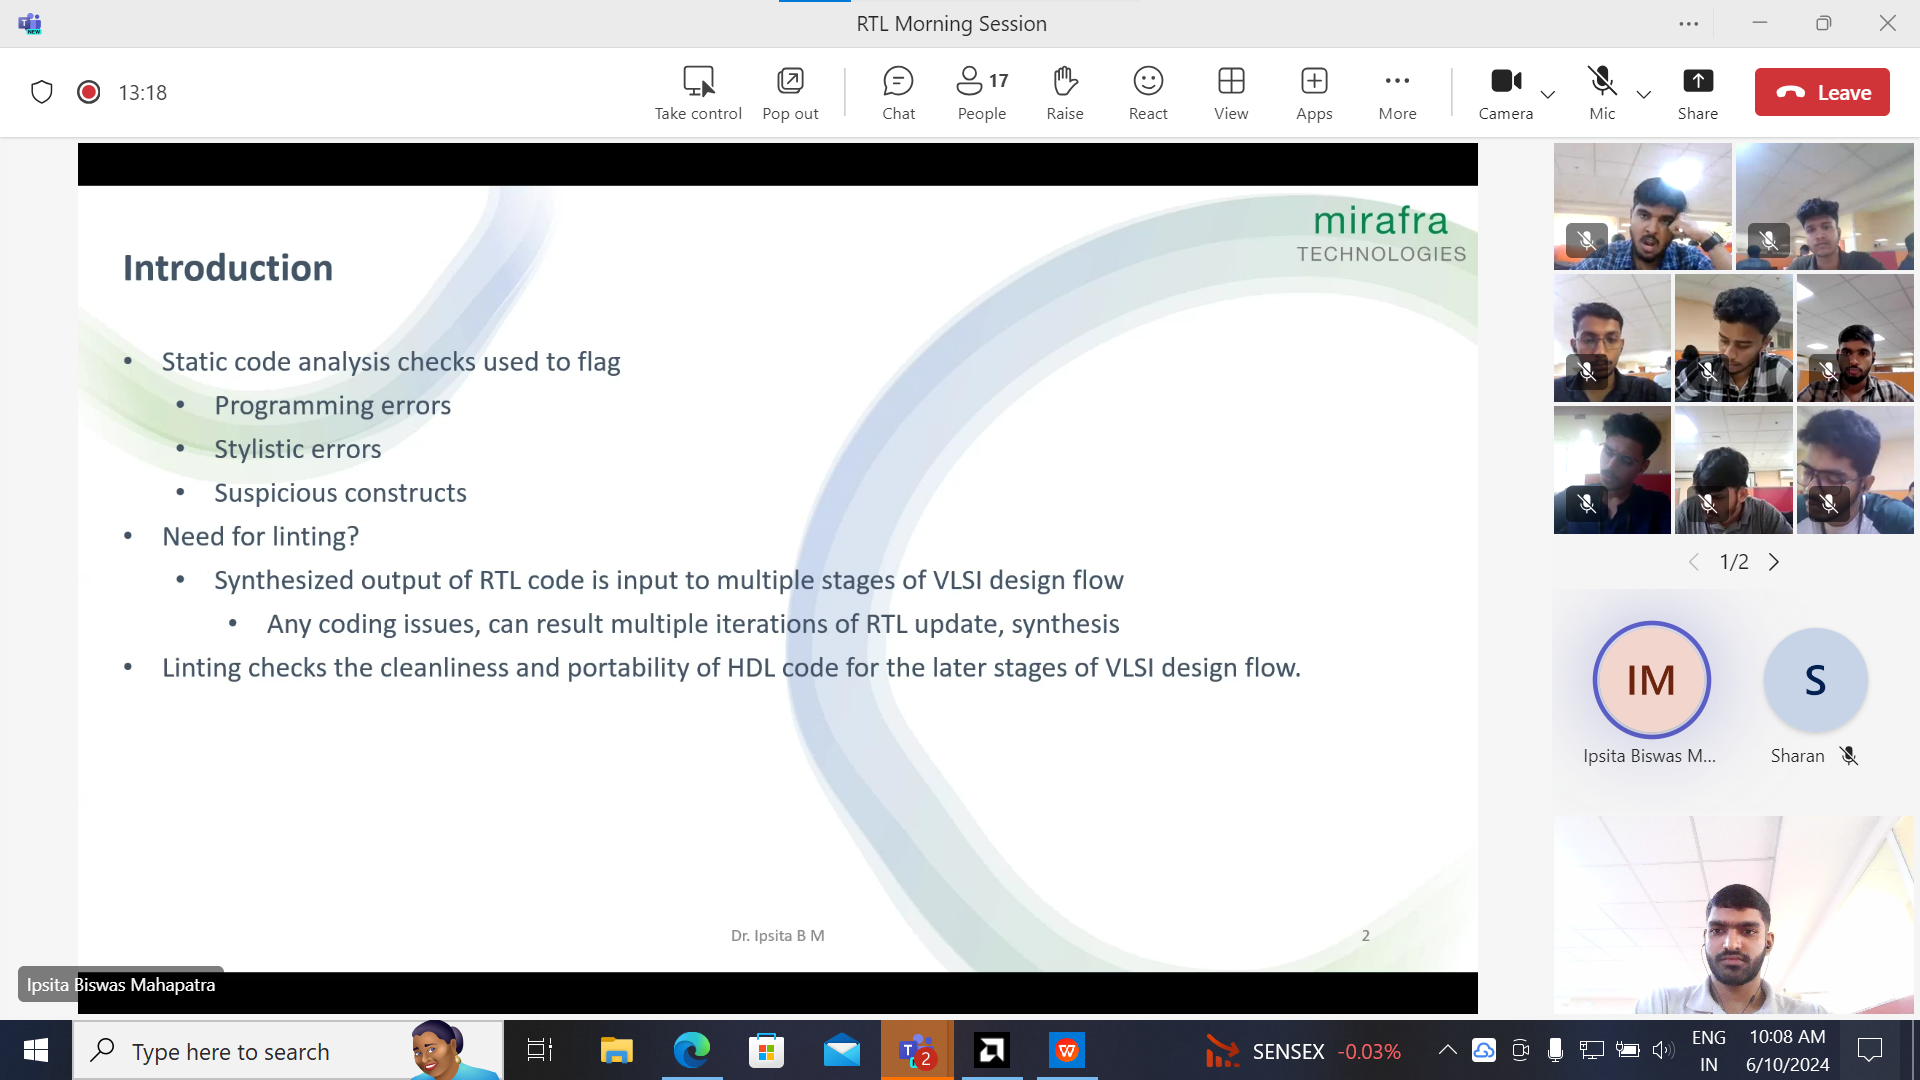 RTL Morning Session
NEW
13:18
Take control
Pop out
Chat
17
People
Raise
React
View
Apps
More
Camera
Mic
Share
Leave
mirafra
TECHNOLOGIES
Introduction
• Static code analysis checks used to flag
• Programming errors
• Stylistic errors
• Suspicious constructs
• Need for linting?
• Synthesized output of RTL code is input to multiple stages of VLSI design flow
• Any coding issues, can result multiple iterations of RTL update, synthesis
• Linting checks the cleanliness and portability of HDL code for the later stages of VLSI design flow.
Dr. Ipsita B M
2
Ipsita Biswas Mahapatra
1/2
IM
S
Ipsita Biswas M...
Sharan
Type here to search
2
SENSEX -0.03%
ENG
IN
10:08 AM
6/10/2024